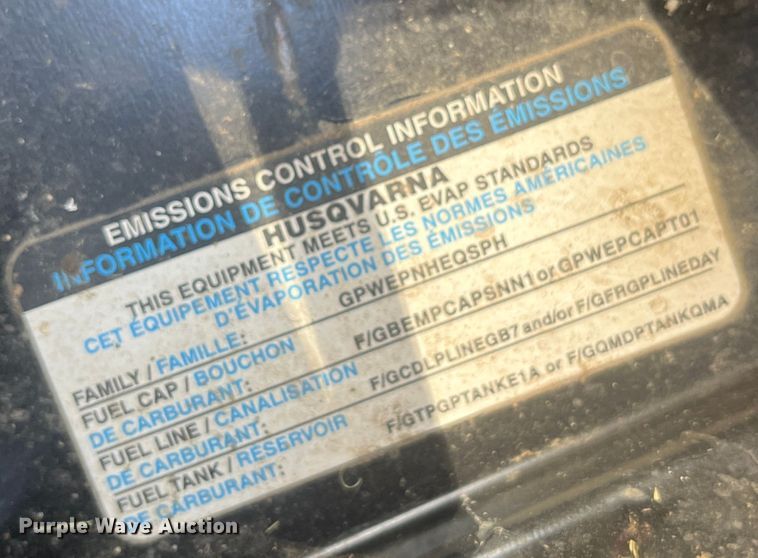 EMISSIONS CONTROL INFORMATION
INFORMATION DE CONTRÔLE DES ÉMISSIONS
HUSQVARNA
THIS EQUIPMENT MEETS U.S. EVAP STANDARDS
CET ÉQUIPEMENT RESPECTE LES NORMES AMÉRICAINES
D'ÉVAPORATION DES ÉMISSIONS
FAMILY / FAMILLE: GPWEPNHEQSPH
FUEL CAP / BOUCHON
DE CARBURANT: F/GBEMPCAPSNN1 or GPWEPCAPT01
FUEL LINE / CANALISATION
DE CARBURANT: F/GCDLPLINEGB7 and/or F/GFRGPLINEDAY
FUEL TANK / RÉSERVOIR
DE CARBURANT: F/GTPGPTANKE1A or F/GQMDPTANKQMA
Purple Wave Auction